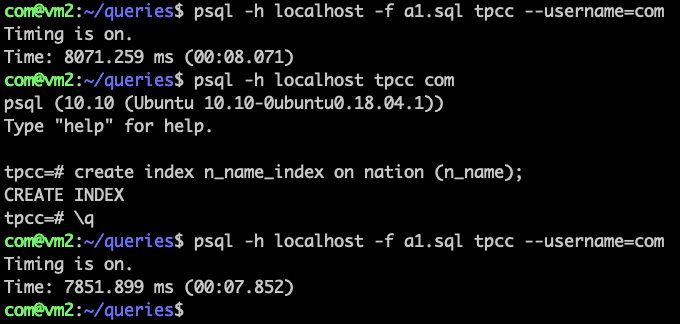 com@vm2:~/queries$ psql -h localhost -f a1.sql tpcc --username=com
Timing is on.
Time: 8071.259 ms (00:08.071)
com@vm2:~/queries$ psql -h localhost tpcc com
psql (10.10 (Ubuntu 10.10-0ubuntu0.18.04.1))
Type "help" for help.

tpcc=# create index n_name_index on nation (n_name);
CREATE INDEX
tpcc=# \q
com@vm2:~/queries$ psql -h localhost -f a1.sql tpcc --username=com
Timing is on.
Time: 7851.899 ms (00:07.852)
com@vm2:~/queries$